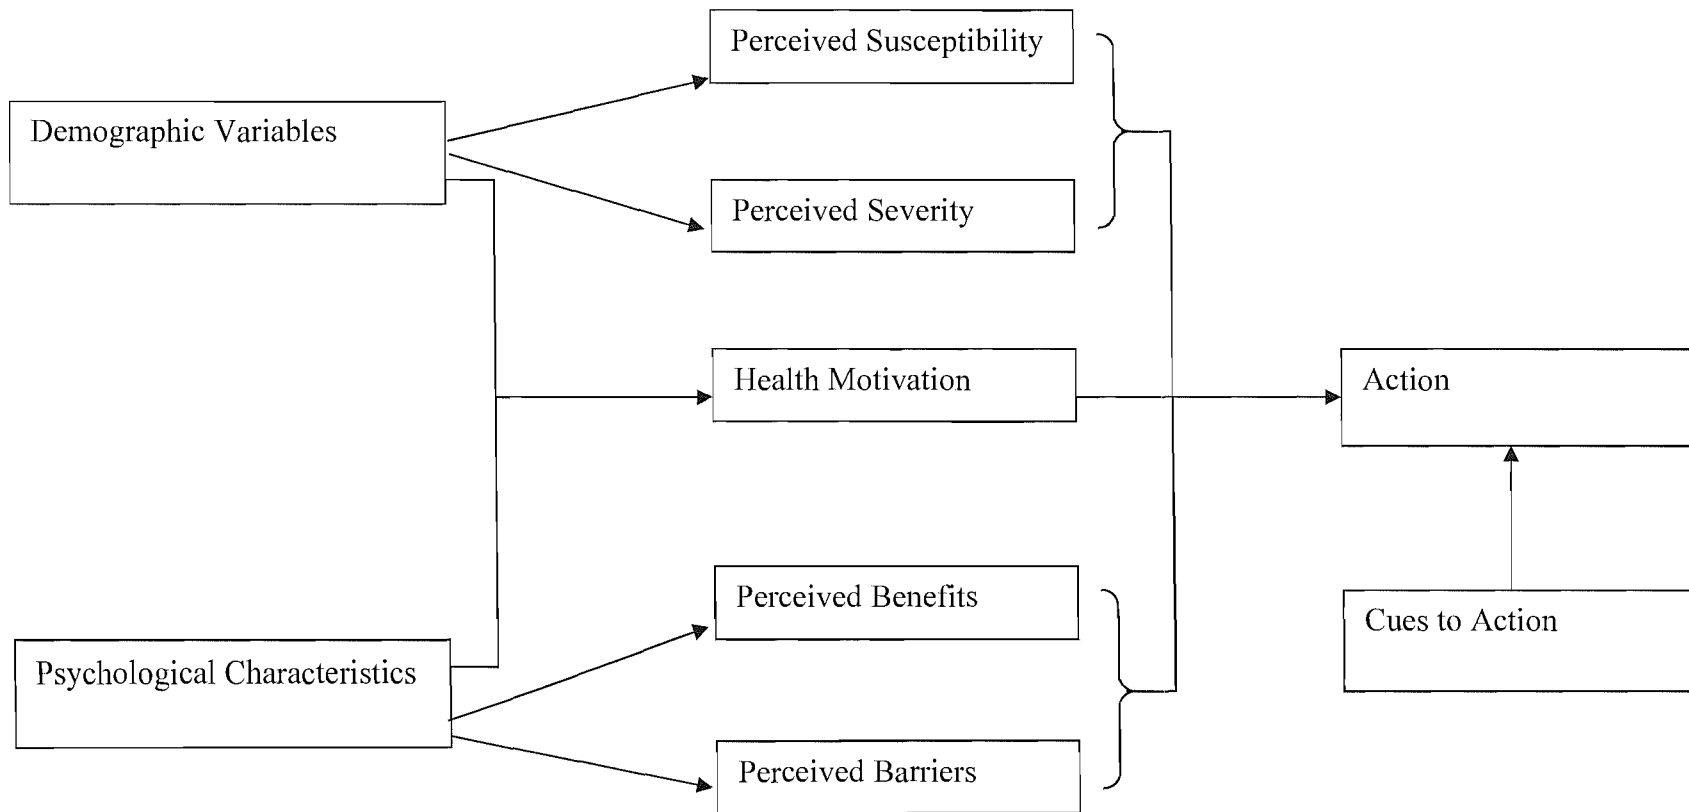 Perceived Susceptibility
Demographic Variables
Perceived Severity
Health Motivation
Action
Perceived Benefits
Cues to Action
Psychological Characteristics
Perceived Barriers